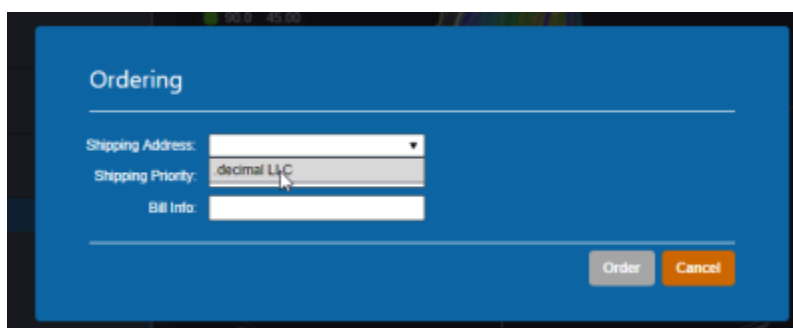 90.0 45.00
Ordering
Shipping Address:
.decimal LLC
Shipping Priority:
Bill Info:
Order Cancel